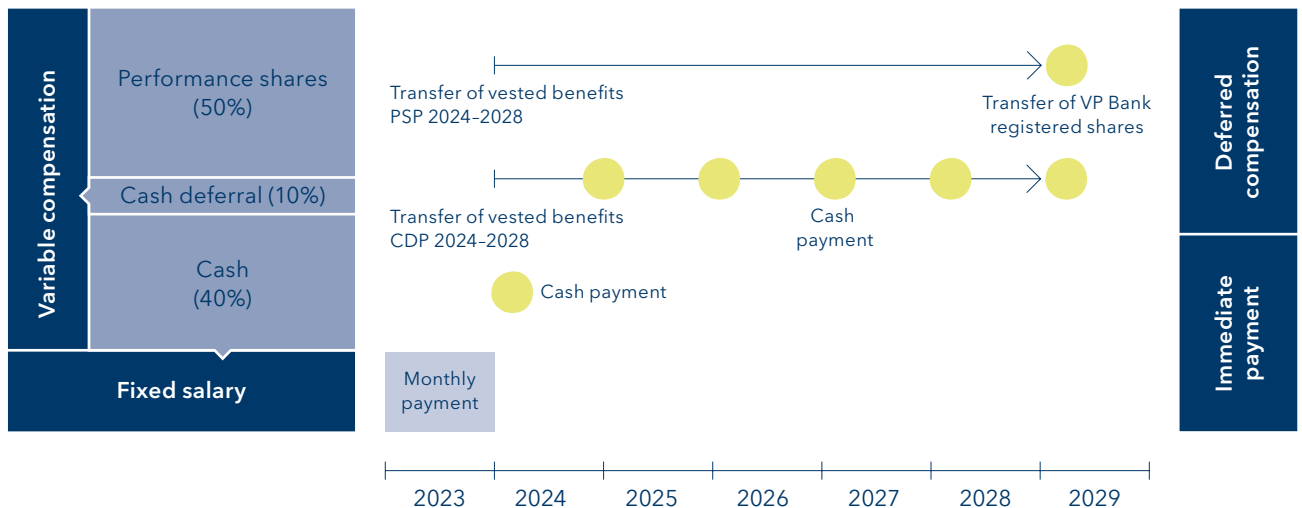 Variable compensation
Performance shares
(50%)
Cash deferral (10%)
Cash
(40%)
Fixed salary
Transfer of vested benefits
PSP 2024–2028
Transfer of VP Bank
registered shares
Transfer of vested benefits
CDP 2024–2028
Cash
payment
Cash payment
Monthly
payment
Deferred
compensation
Immediate
payment
2023
2024
2025
2026
2027
2028
2029